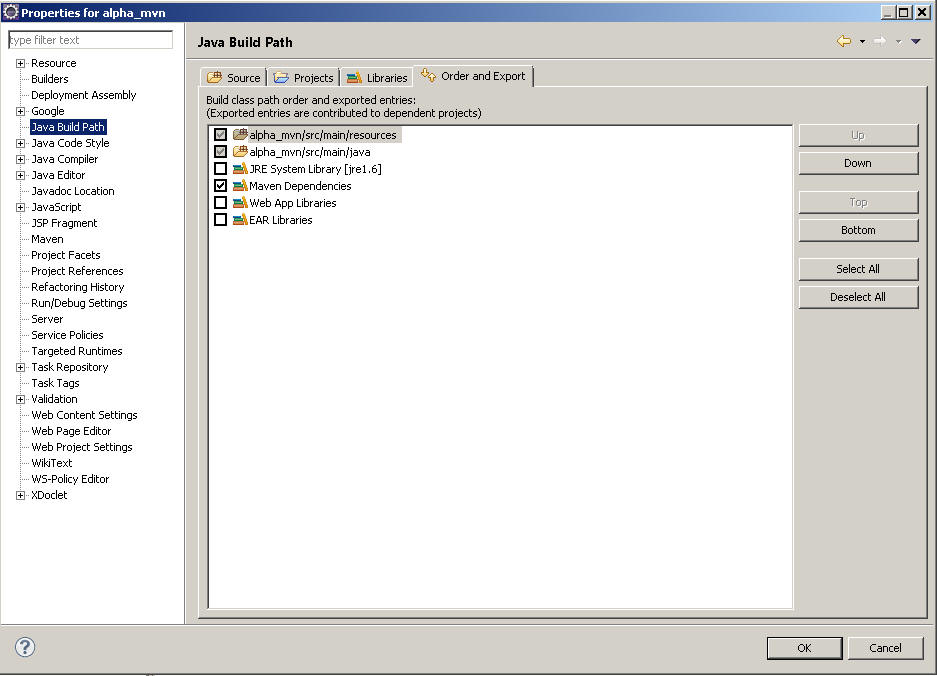 Properties for alpha_mvn
type filter text
Resource
Builders
Deployment Assembly
Google
Java Build Path
Java Code Style
Java Compiler
Java Editor
Javadoc Location
JavaScript
JSP Fragment
Maven
Project Facets
Project References
Refactoring History
Run/Debug Settings
Server
Service Policies
Targeted Runtimes
Task Repository
Task Tags
Validation
Web Content Settings
Web Page Editor
Web Project Settings
WikiText
WS-Policy Editor
XDoclet
Java Build Path
Source Projects Libraries Order and Export
Build class path order and exported entries:
(Exported entries are contributed to dependent projects)
alpha_mvn/src/main/resources
alpha_mvn/src/main/java
JRE System Library [jre1.6]
Maven Dependencies
Web App Libraries
EAR Libraries
Up
Down
Top
Bottom
Select All
Deselect All
?
OK Cancel